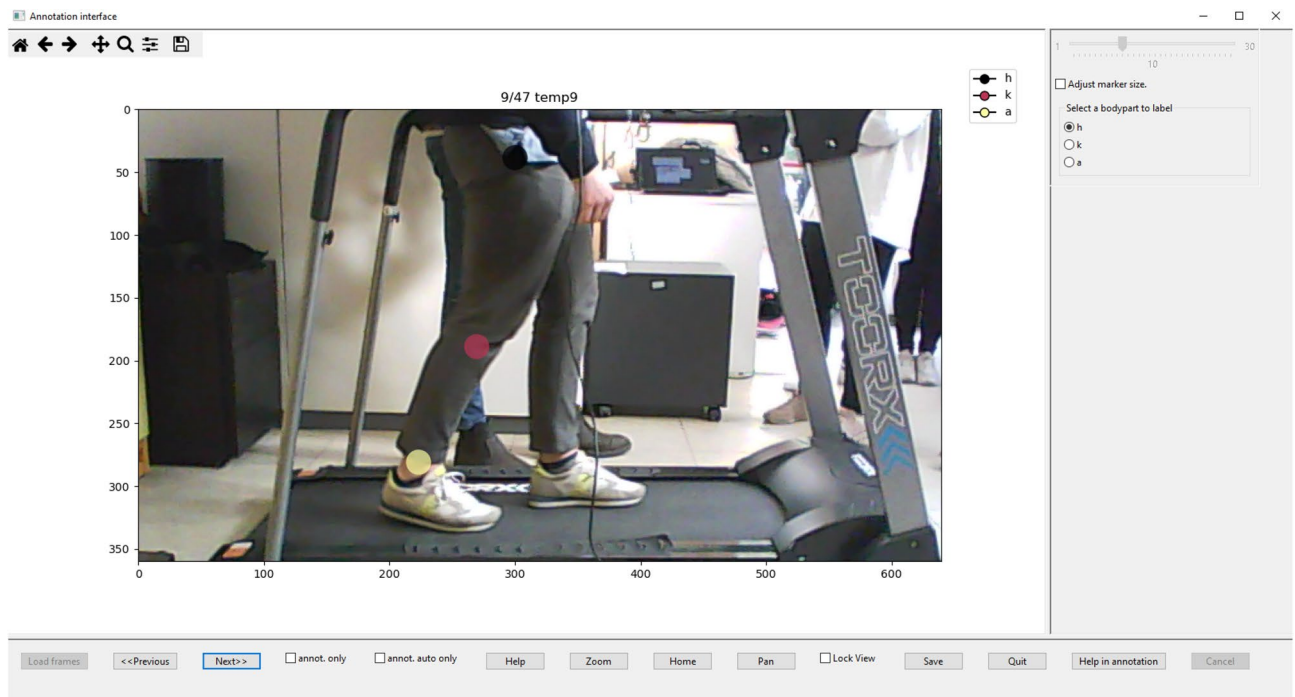 Annotation interface
9/47 temp9
h
k
a
0
50
100
150
200
250
300
350
0
100
200
300
400
500
600
TOORX
1
30
10
Adjust marker size.
Select a bodypart to label
h
k
a
Load frames
<<Previous
Next>>
annot. only
annot. auto only
Help
Zoom
Home
Pan
Lock View
Save
Quit
Help in annotation
Cancel